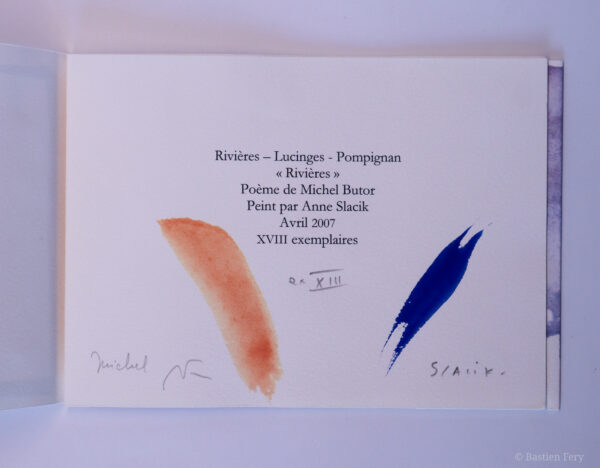 Rivières – Lucinges - Pompignan
« Rivières »
Poème de Michel Butor
Peint par Anne Slacik
Avril 2007
XVIII exemplaires
XIII
Michel
SLACIK.
© Bastien Fery